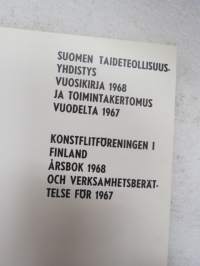 SUOMEN TAIDETEOLLISUUS-
YHDISTYS
VUOSIKIRJA 1968
JA TOIMINTAKERTOMUS
VUODELTA 1967
KONSTFLITFÖRENINGEN I
FINLAND
ÅRSBOK 1968
OCH VERKSAMHETSBERÄT-
TELSE FÖR 1967